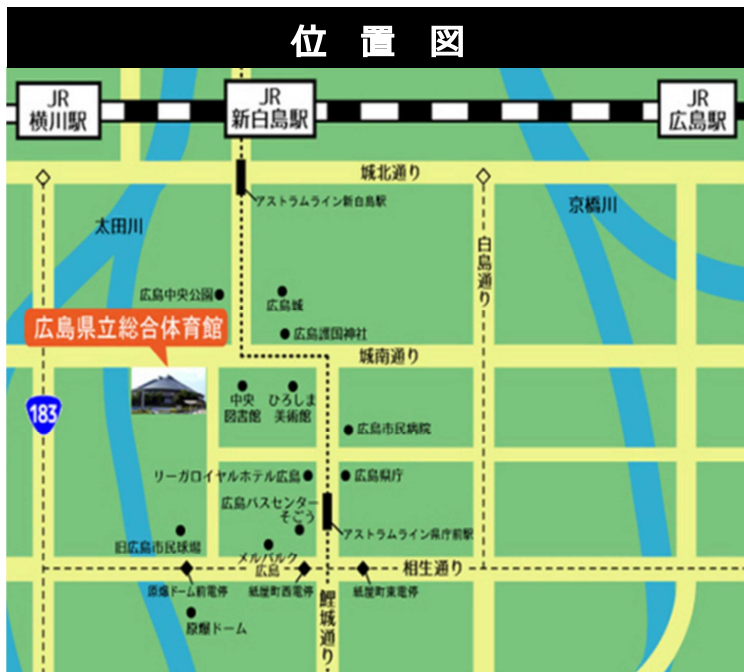 位置図
JR
横川駅
JR
新白島駅
JR
広島駅
城北通り
アストラムライン新白島駅
太田川
京橋川
白島通り
広島中央公園
広島城
広島県立総合体育館
広島護国神社
城南通り
183
中央
図書館
ひろしま
美術館
広島市民病院
リーガロイヤルホテル広島
広島県庁
広島バスセンター
そごう
アストラムライン県庁前駅
旧広島市民球場
メルパルク
広島
相生通り
原爆ドーム前電停
紙屋町西電停
紙屋町東電停
鯉城通り
原爆ドーム